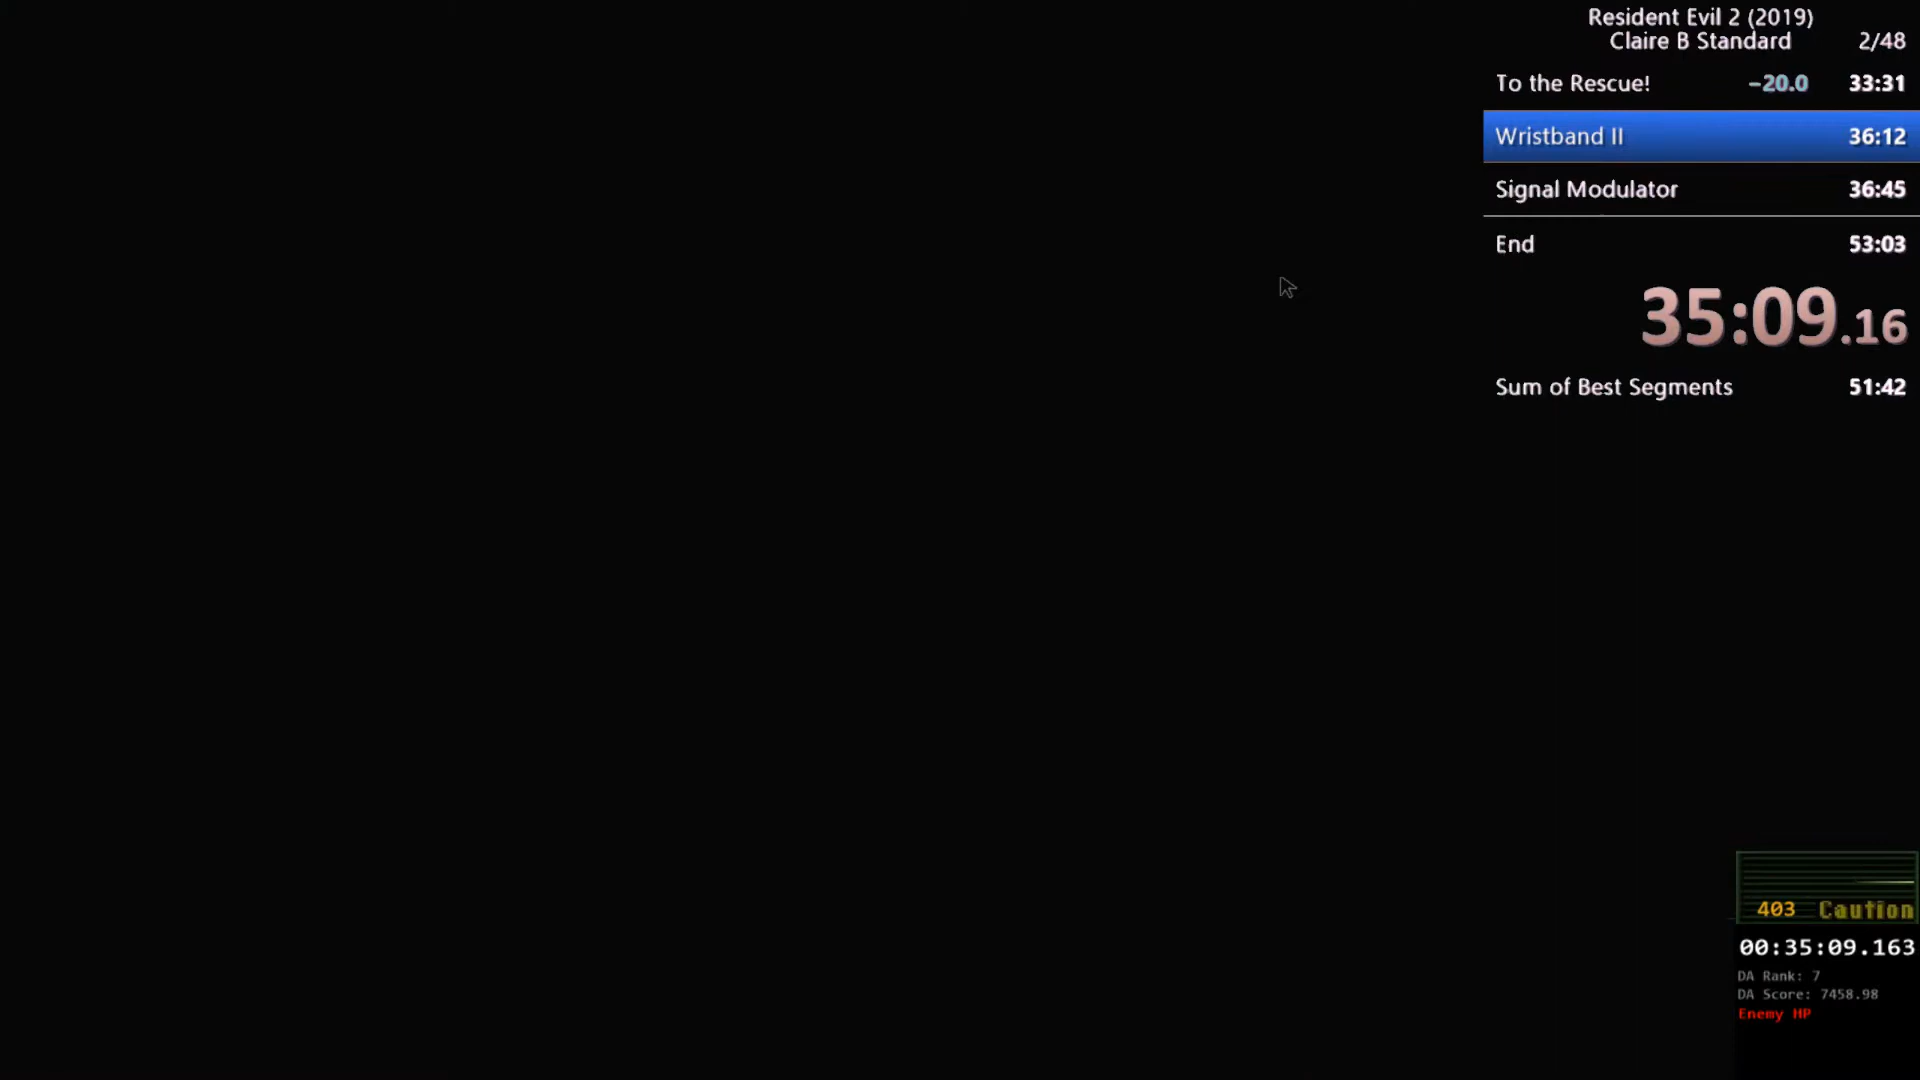 Resident Evil 2 (2019)
Claire B Standard 2/48
To the Rescue! −20.0 33:31
Wristband II 36:12
Signal Modulator 36:45
End 53:03
35:09.16
Sum of Best Segments 51:42
403 Caution
00:35:09.163
DA Rank: 7
DA Score: 7458.98
Enemy HP